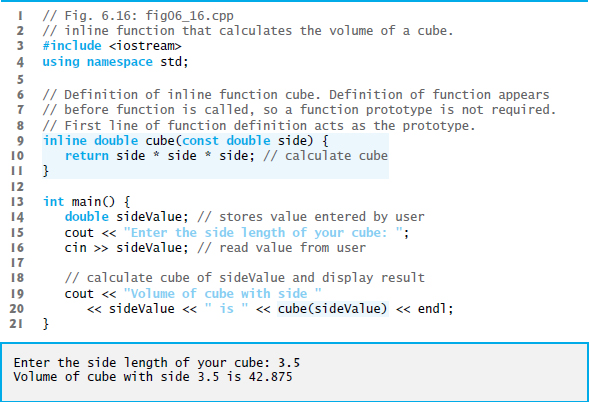 1 // Fig. 6.16: fig06_16.cpp
2 // inline function that calculates the volume of a cube.
3 #include <iostream>
4 using namespace std;
5
6 // Definition of inline function cube. Definition of function appears
7 // before function is called, so a function prototype is not required.
8 // First line of function definition acts as the prototype.
9 inline double cube(const double side) {
10    return side * side * side; // calculate cube
11 }
12
13 int main() {
14    double sideValue; // stores value entered by user
15    cout << "Enter the side length of your cube: ";
16    cin >> sideValue; // read value from user
17
18    // calculate cube of sideValue and display result
19    cout << "Volume of cube with side "
20       << sideValue << " is " << cube(sideValue) << endl;
21 }
Enter the side length of your cube: 3.5
Volume of cube with side 3.5 is 42.875